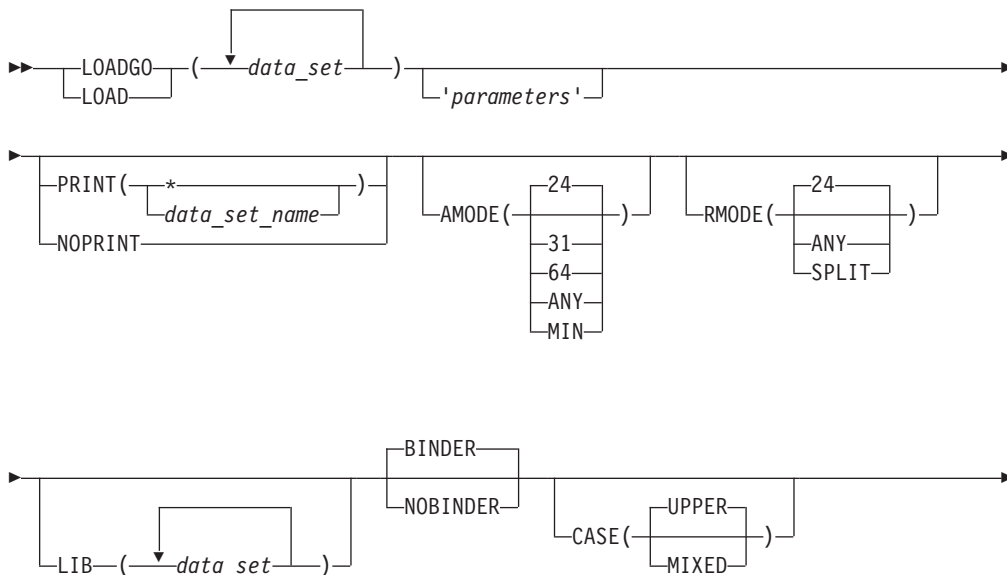 LOADGO ( data_set )
LOAD 'parameters'
PRINT( * ) 24 24
data_set_name AMODE( ) RMODE( )
NOPRINT 31 ANY
64 SPLIT
ANY
MIN
BINDER
NOBINDER UPPER
CASE( )
LIB ( data set ) MIXED